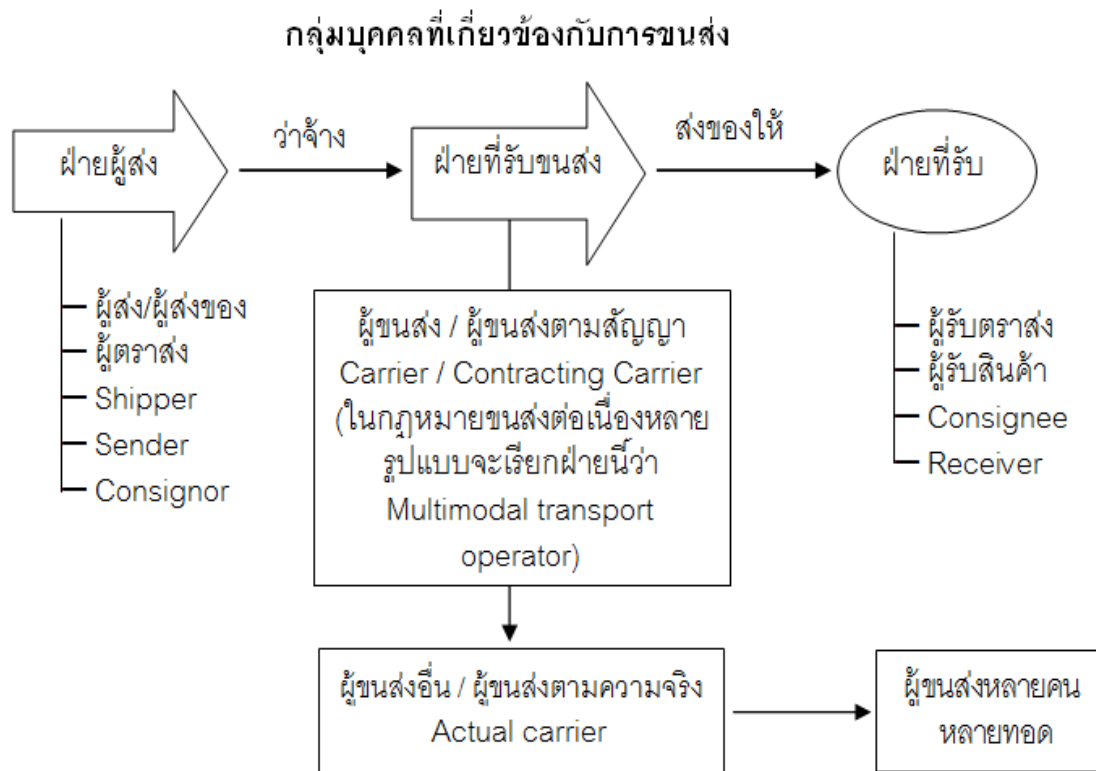 กลุ่มบุคคลที่เกี่ยวข้องกับการขนส่ง
ฝ่ายผู้ส่ง
ว่าจ้าง
ฝ่ายที่รับขนส่ง
ส่งของให้
ฝ่ายที่รับ
ผู้ส่ง/ผู้ส่งของ
ผู้ตราส่ง
Shipper
Sender
Consignor
ผู้ขนส่ง / ผู้ขนส่งตามสัญญา
Carrier / Contracting Carrier
(ในกฎหมายขนส่งต่อเนื่องหลาย
รูปแบบจะเรียกฝ่ายนี้ว่า
Multimodal transport
operator)
ผู้รับตราส่ง
ผู้รับสินค้า
Consignee
Receiver
ผู้ขนส่งอื่น / ผู้ขนส่งตามความจริง
Actual carrier
ผู้ขนส่งหลายคน
หลายทอด